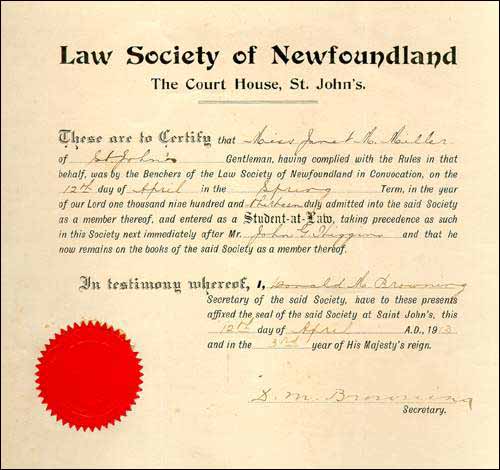 Law Society of Newfoundland
The Court House, St. John's.
These are to Certify that Miss Janet M. Miller
of St John's Gentleman, having complied with the Rules in that
behalf, was by the Benchers of the Law Society of Newfoundland in Convocation, on the
12th day of April in the Spring Term, in the year
of our Lord one thousand nine hundred and thirteen duly admitted into the said Society
as a member thereof, and entered as a Student-at-Law, taking precedence as such
in this Society next immediately after Mr. John G. Higgins and that he
now remains on the books of the said Society as a member thereof.
In testimony whereof, I, Donald M. Browning
Secretary of the said Society, have to these presents
affixed the seal of the said Society at Saint John's, this
12th day of April A.D., 1913
and in the 3rd year of His Majesty's reign.
D. M. Browning
Secretary.